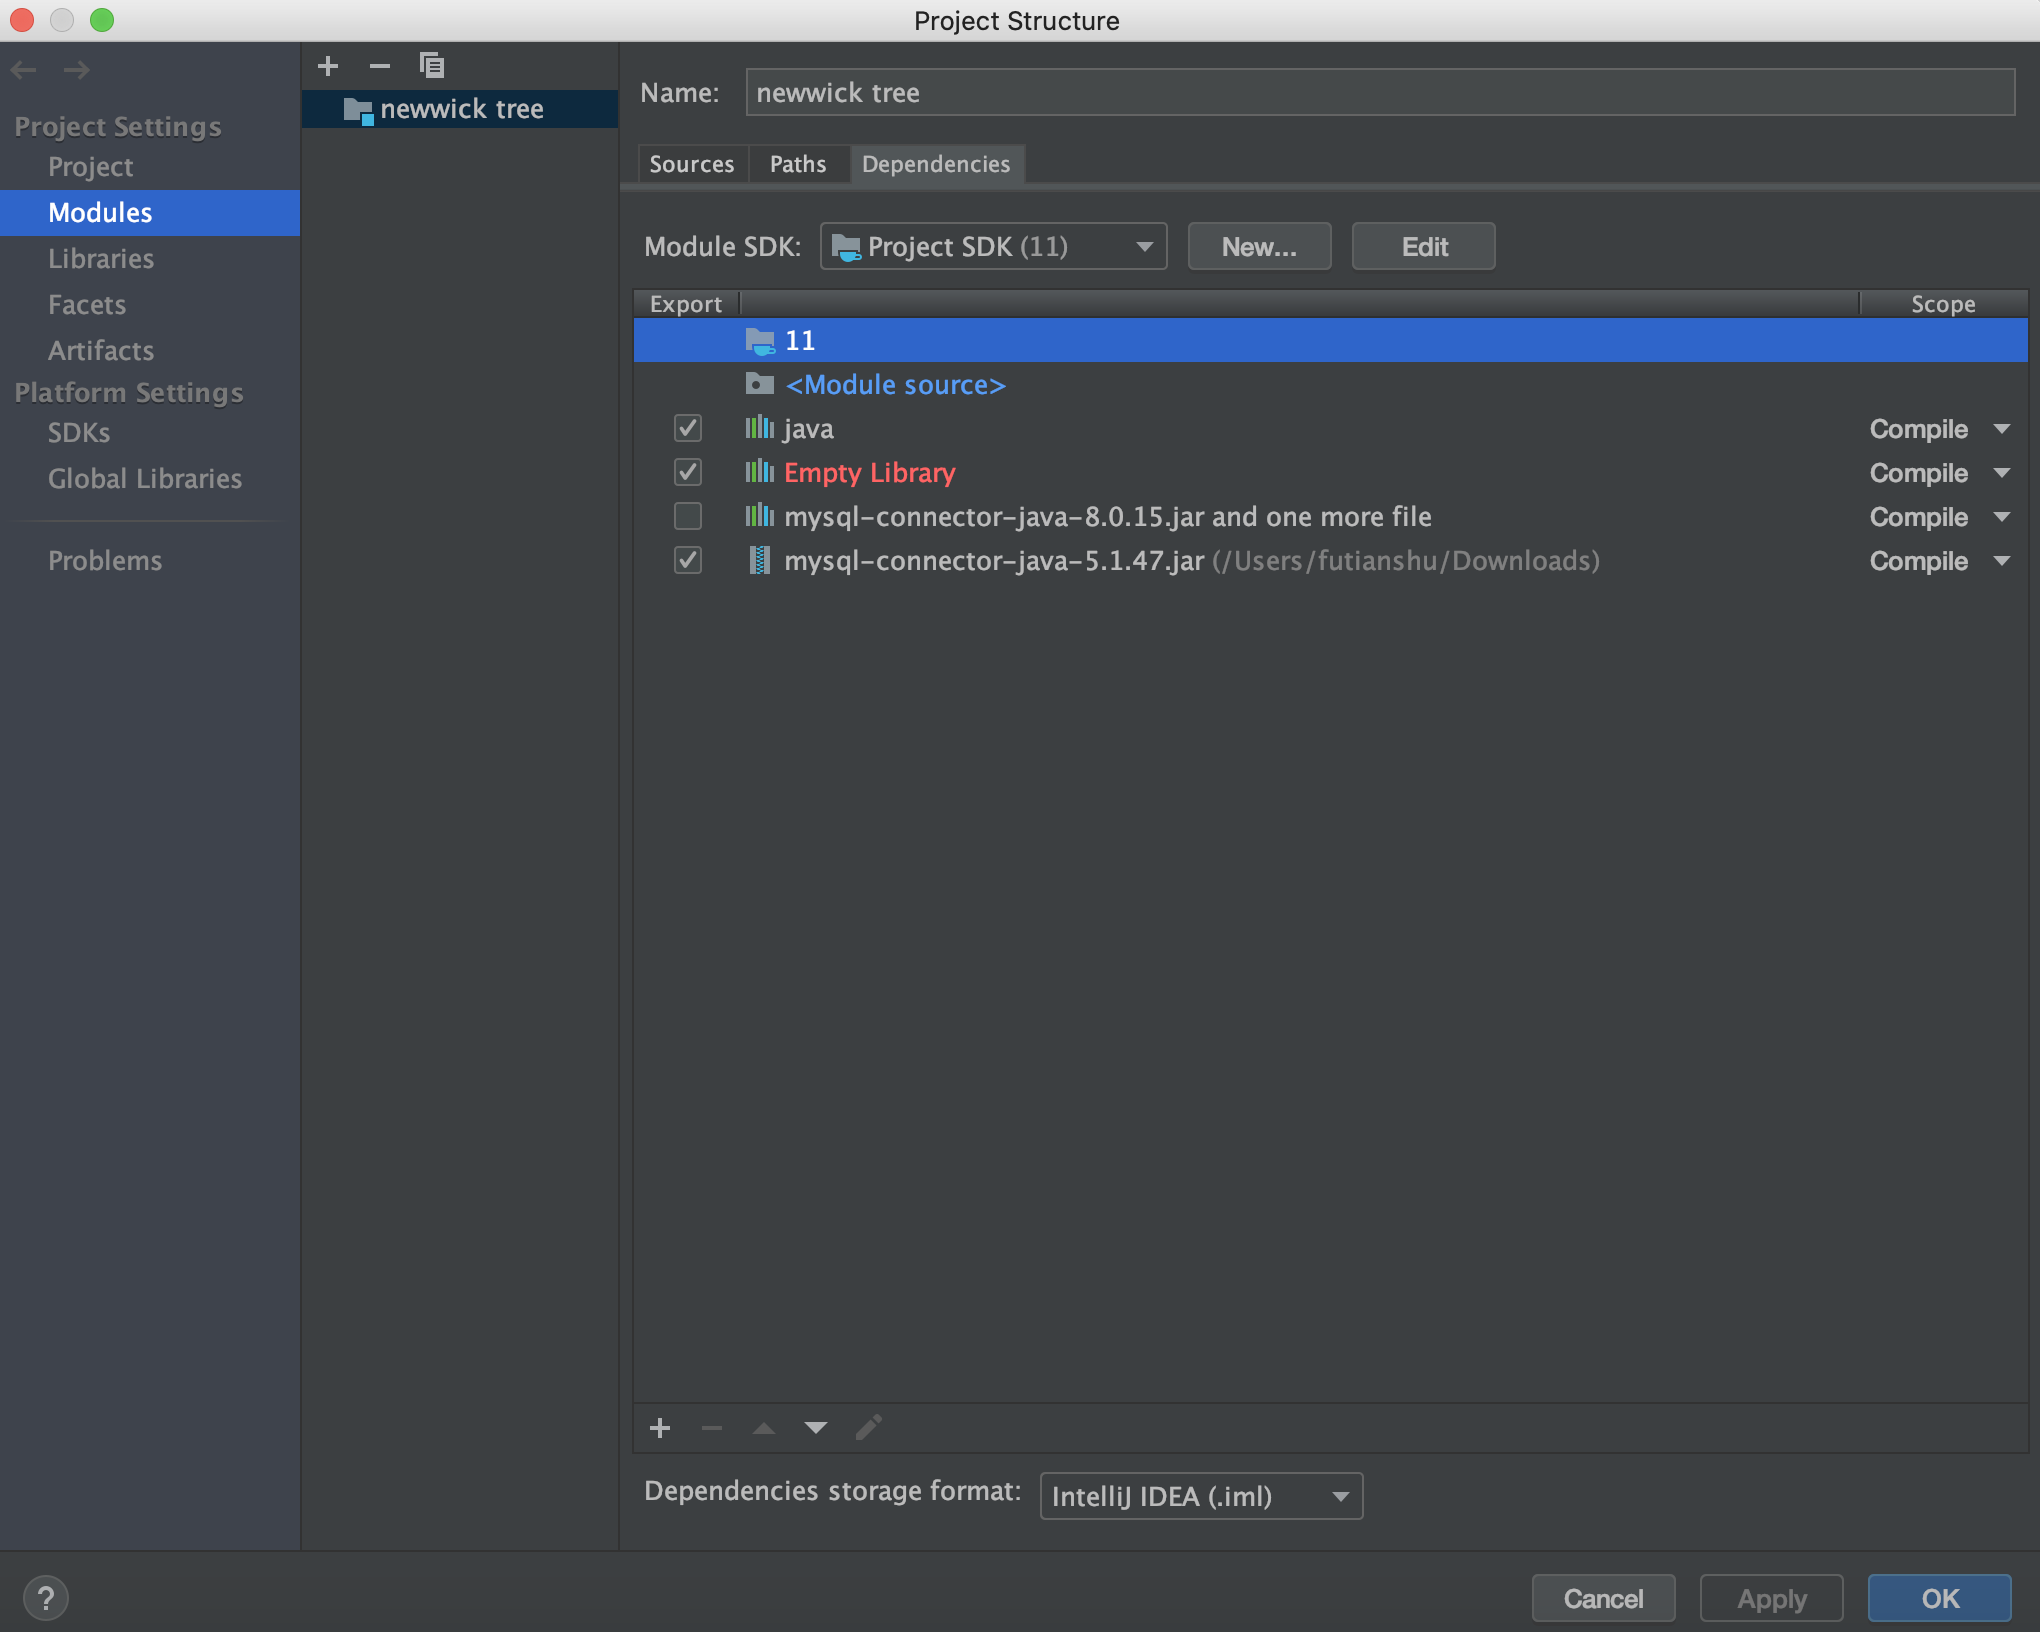 Project Structure
Project Settings
Project
Modules
Libraries
Facets
Artifacts
Platform Settings
SDKs
Global Libraries
Problems
newwick tree
Name: newwick tree
Sources Paths Dependencies
Module SDK: Project SDK (11) New... Edit
Export Scope
11
<Module source>
java Compile
Empty Library Compile
mysql-connector-java-8.0.15.jar and one more file Compile
mysql-connector-java-5.1.47.jar (/Users/futianshu/Downloads) Compile
Dependencies storage format: IntelliJ IDEA (.iml)
? Cancel Apply OK